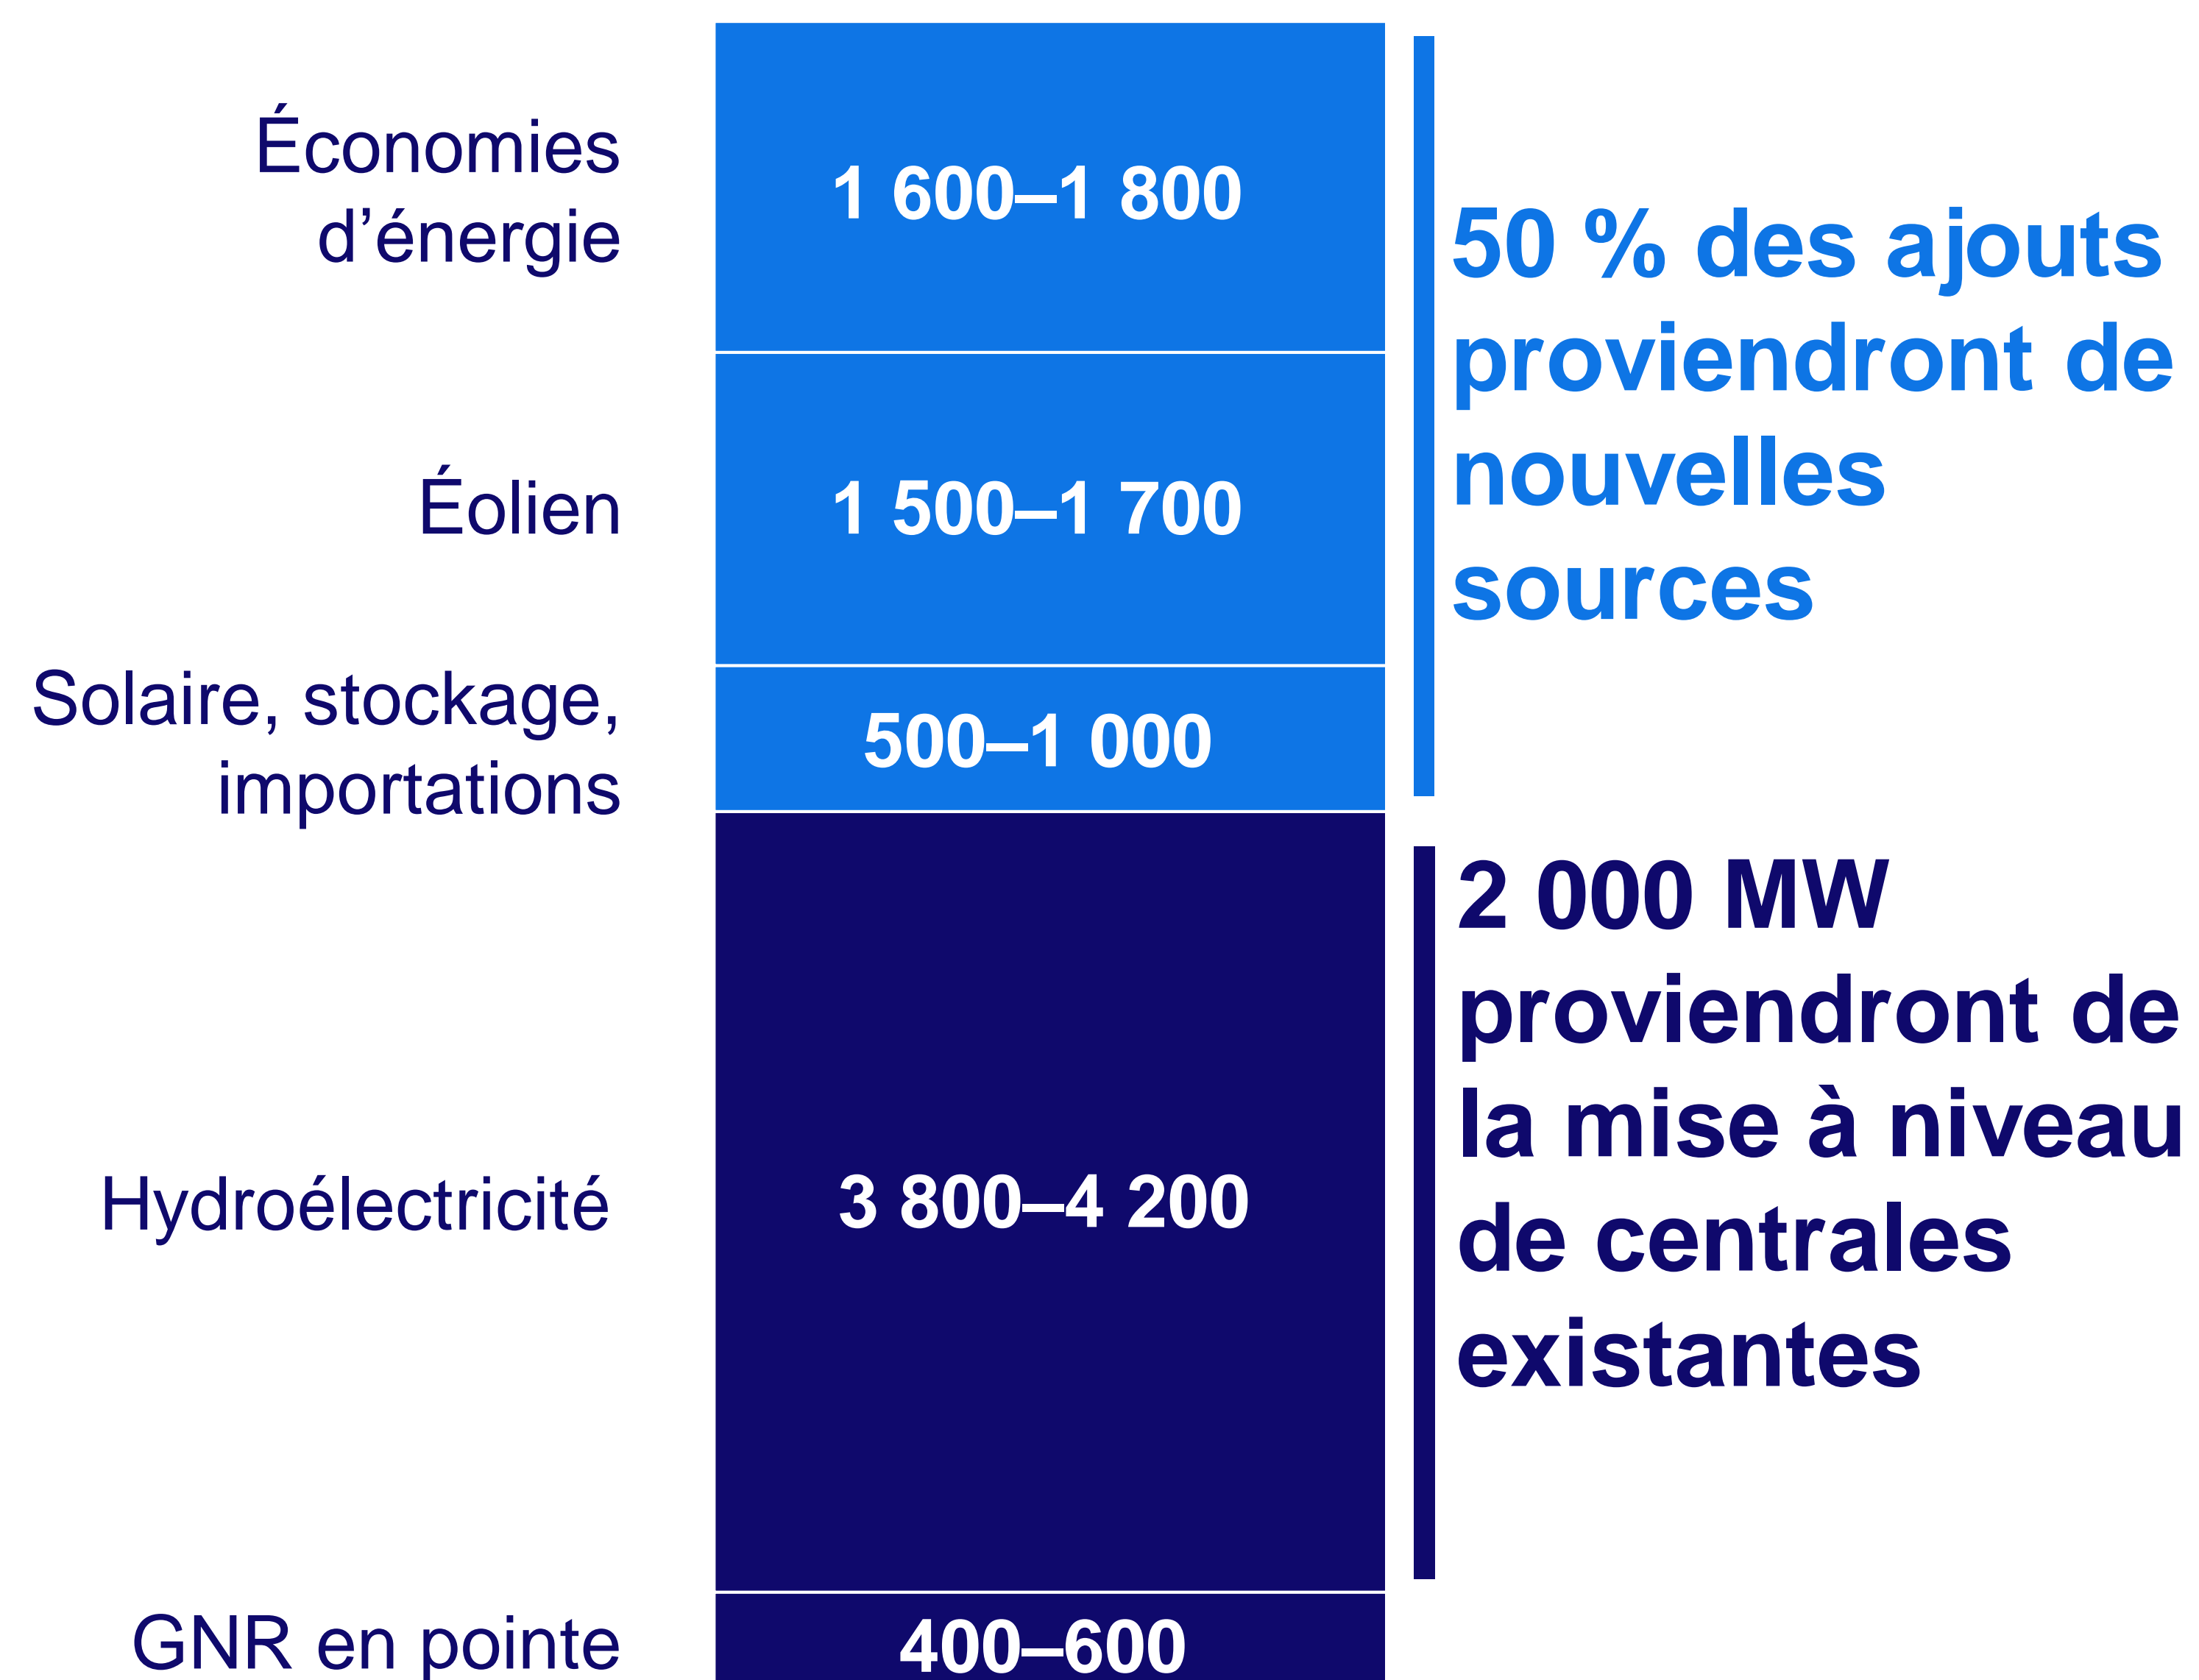 Économies
d’énergie
1 600–1 800
Éolien
1 500–1 700
Solaire, stockage,
importations
500–1 000
50 % des ajouts
proviendront de
nouvelles
sources
Hydroélectricité
3 800–4 200
2 000 MW
proviendront de
la mise à niveau
de centrales
existantes
GNR en pointe
400–600